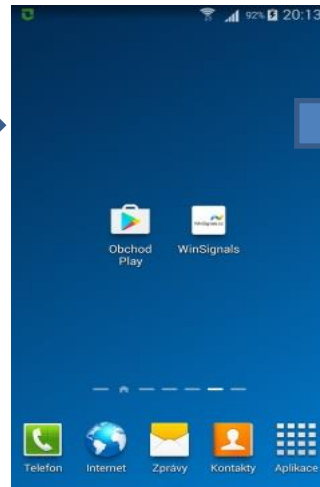 92% 20:13
Obchod
Play
WinSignals
Telefon
Internet
Zprávy
Kontakty
Aplikace